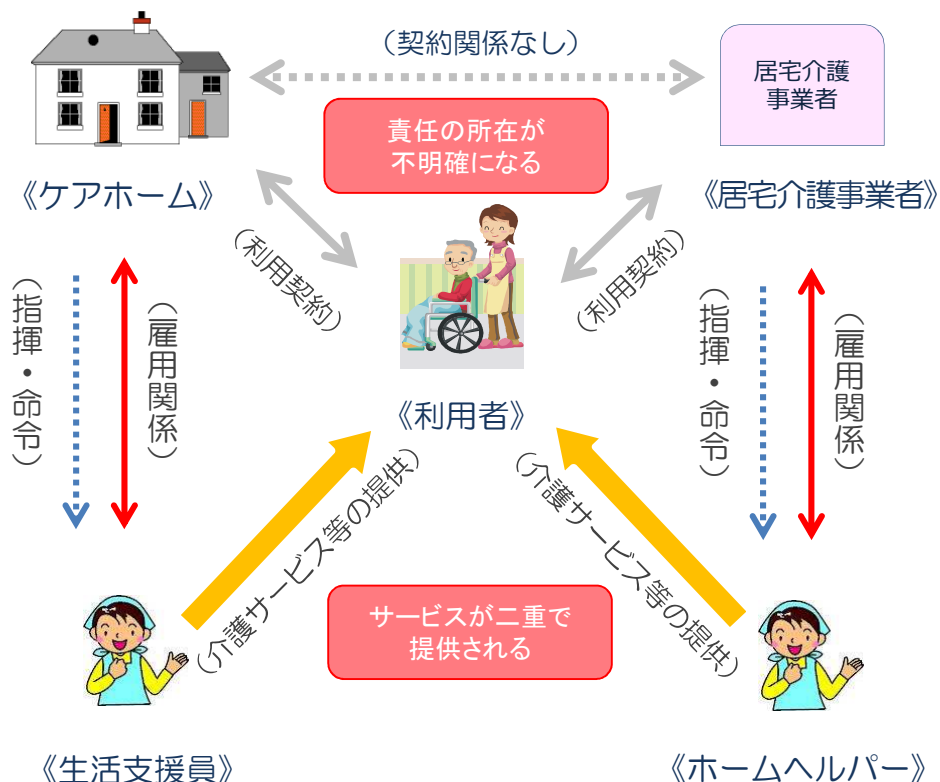 （契約関係なし）
居宅介護
事業者
責任の所在が
不明確になる
《ケアホーム》
《居宅介護事業者》
（利用契約）
（利用契約）
（指揮・命令）
（雇用関係）
（指揮・命令）
（雇用関係）
《利用者》
（介護サービス等の提供）
（介護サービス等の提供）
サービスが二重で
提供される
《生活支援員》
《ホームヘルパー》